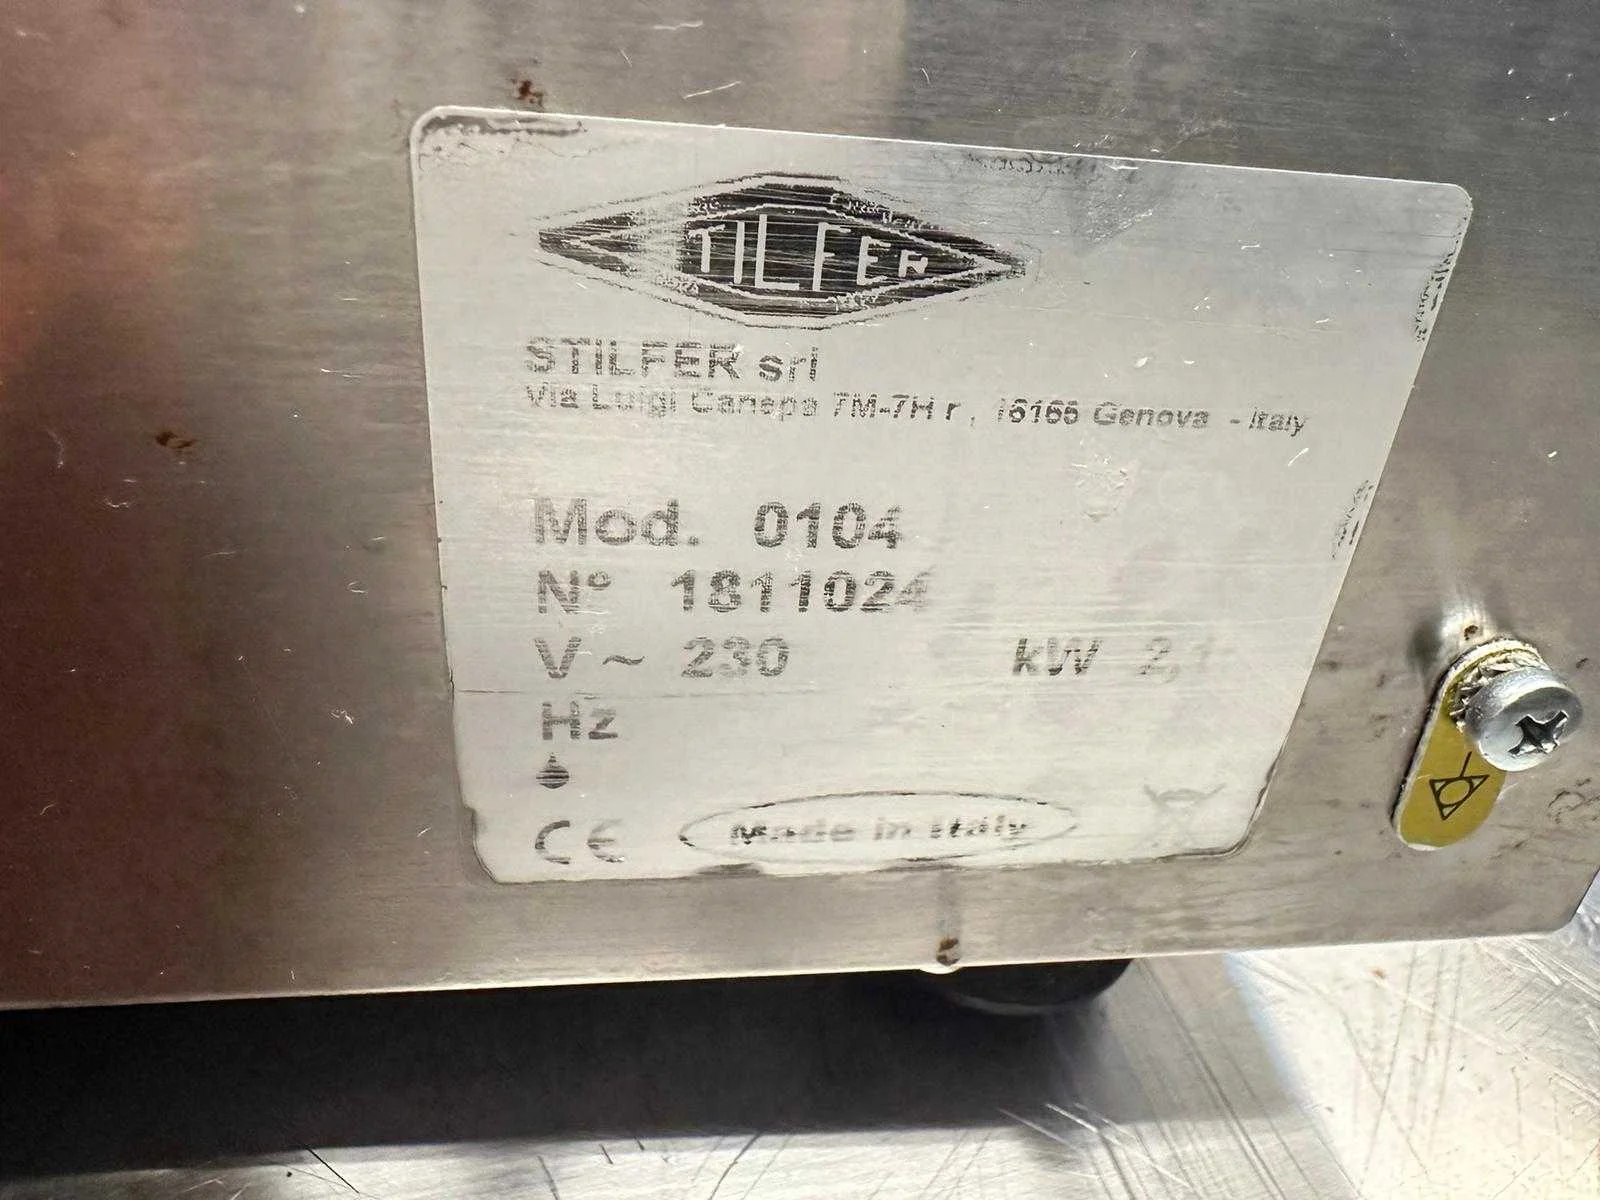 STILFER
STILFER srl
Via Luigi Canepa 7M-7H r, 16165 Genova - Italy
Mod. 0104
N° 1811024
V ~ 230 kW 2,
Hz
CE Made in Italy